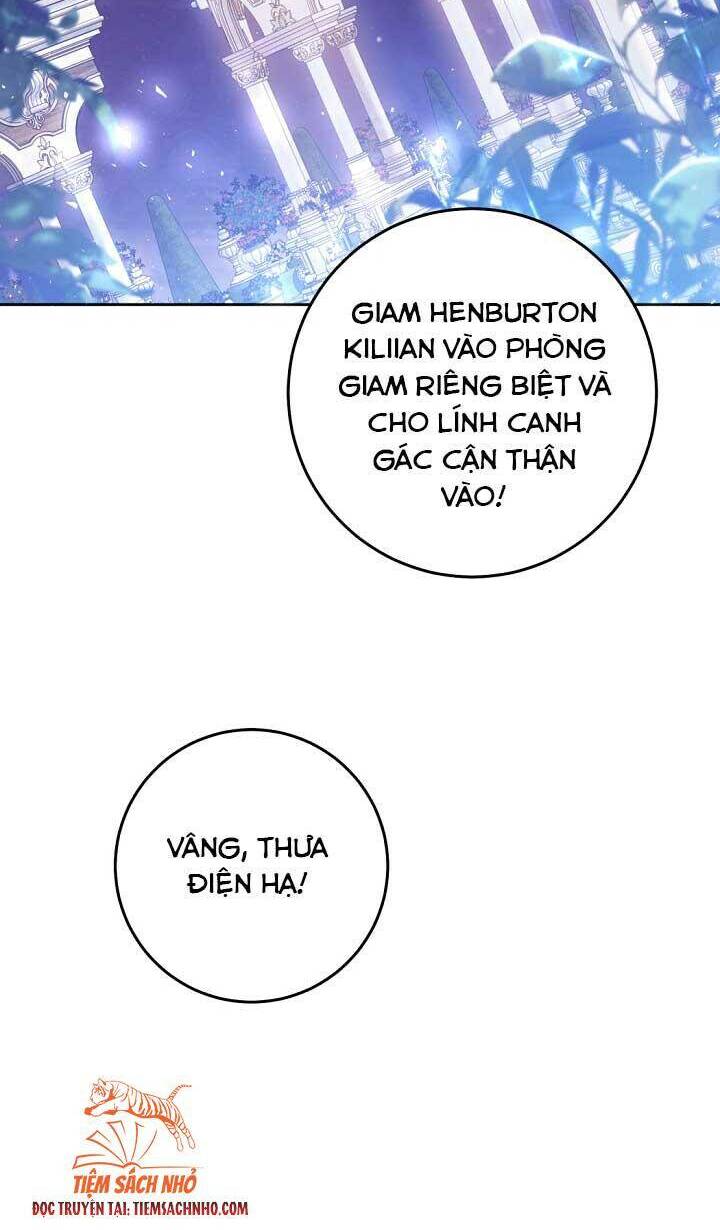 GIAM HENBURTON
KILIIAN VÀO PHÒNG
GIAM RIÊNG BIỆT VÀ
CHO LÍNH CANH
GÁC CẬN THẬN
VÀO!
VÂNG, THƯA
ĐIỆN HẠ!
TIỆM SÁCH NHỎ
ĐỌC TRUYỆN TẠI: TIEMSACHNHO.COM